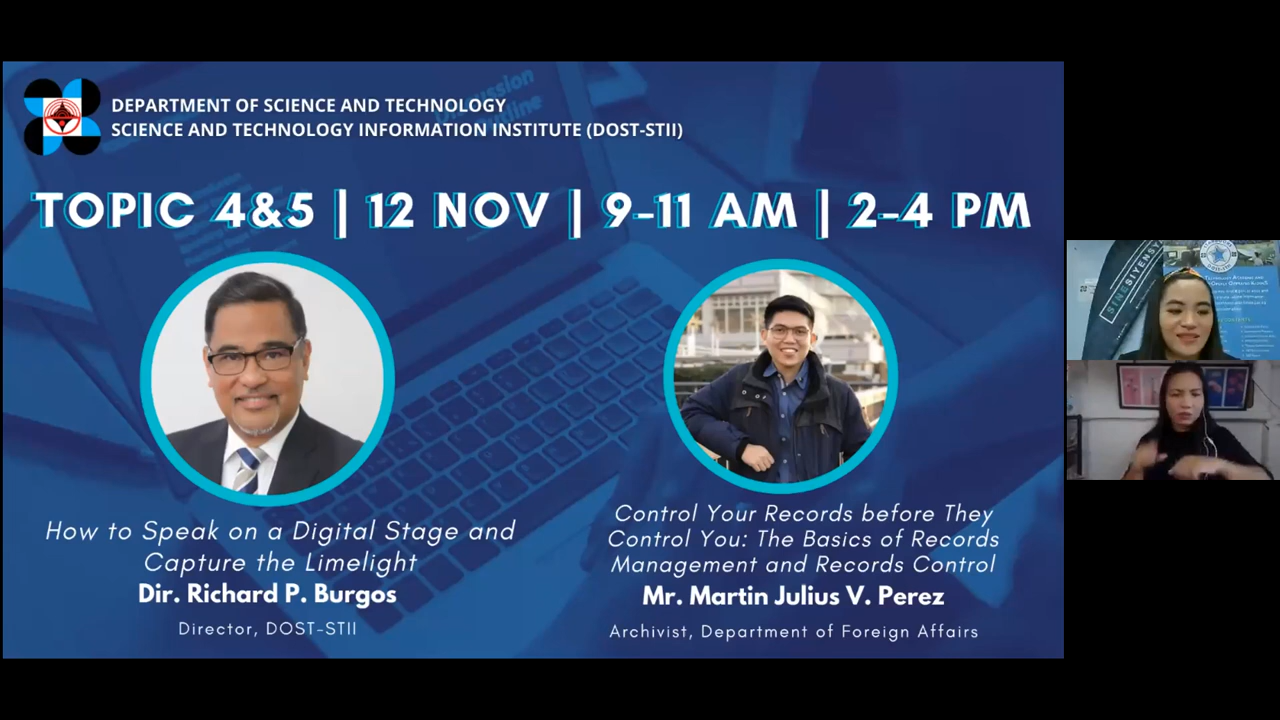 DEPARTMENT OF SCIENCE AND TECHNOLOGY
SCIENCE AND TECHNOLOGY INFORMATION INSTITUTE (DOST-STII)
TOPIC 4&5 | 12 NOV | 9-11 AM | 2-4 PM
How to Speak on a Digital Stage and
Capture the Limelight
Dir. Richard P. Burgos
Director, DOST-STII
Control Your Records before They
Control You: The Basics of Records
Management and Records Control
Mr. Martin Julius V. Perez
Archivist, Department of Foreign Affairs
Discussion
SINESIYENSYA